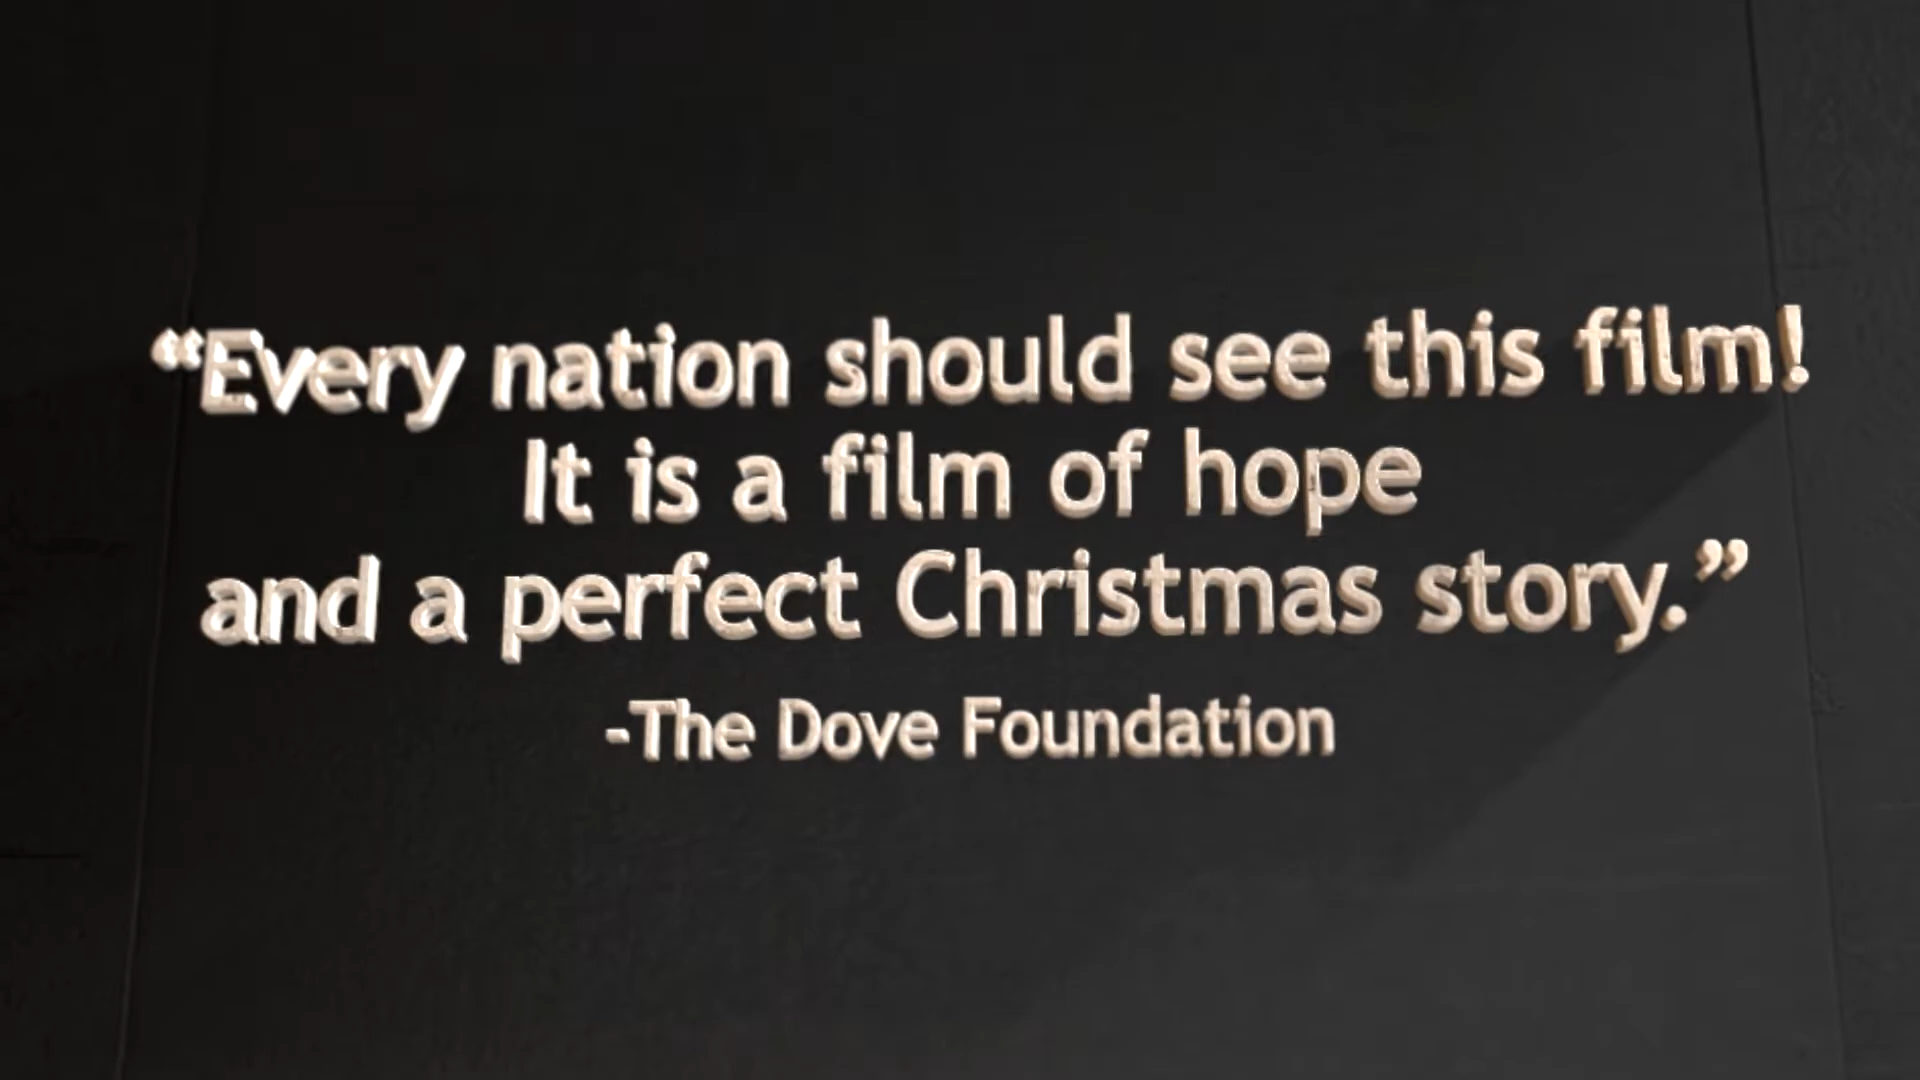 “Every nation should see this film!
It is a film of hope
and a perfect Christmas story.”
-The Dove Foundation